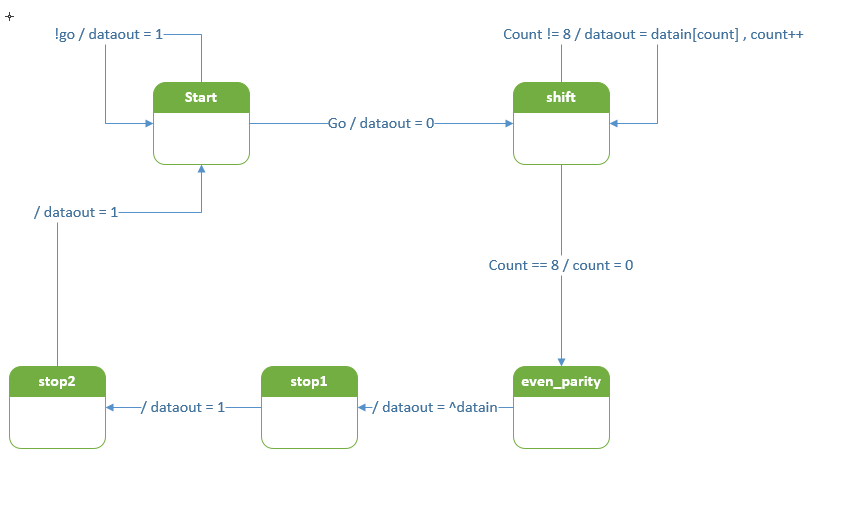 !go / dataout = 1
Count != 8 / dataout = datain[count] , count++
Start
shift
Go / dataout = 0
/ dataout = 1
Count == 8 / count = 0
stop2
stop1
even_parity
/ dataout = 1
/ dataout = ^datain